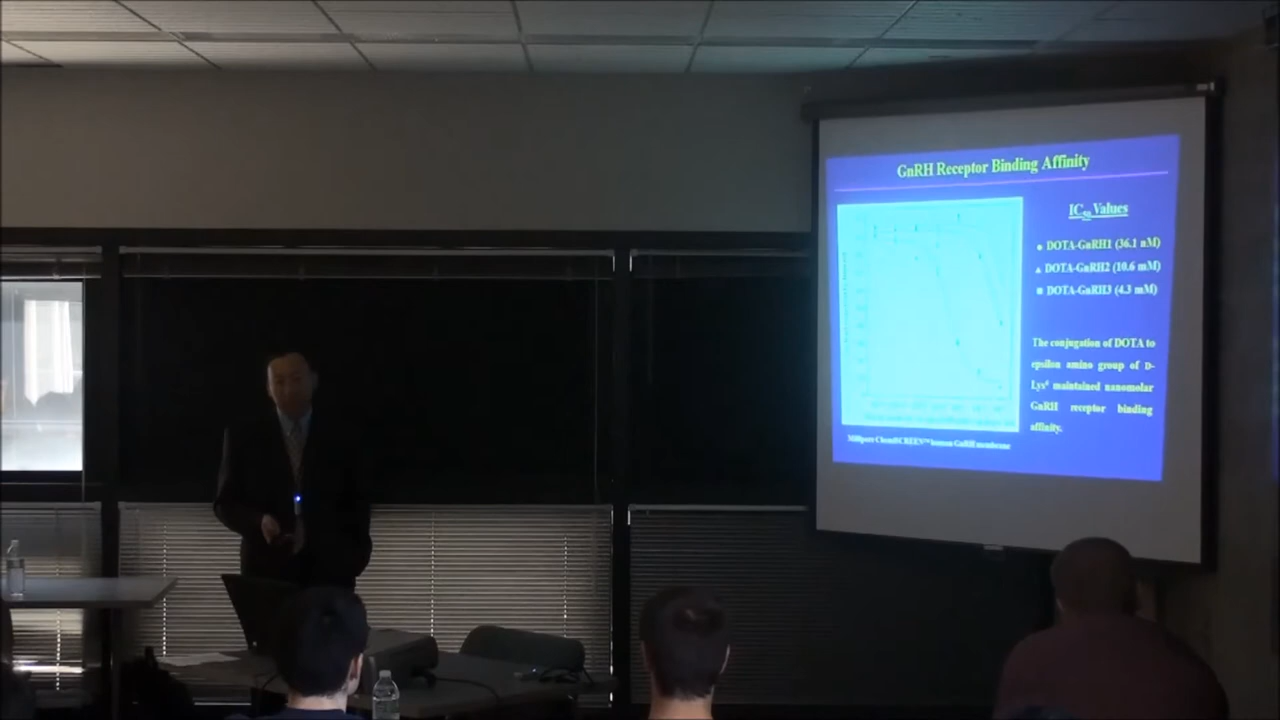 GnRH Receptor Binding Affinity
IC50 Values
• DOTA-GnRH1 (36.1 nM)
▲ DOTA-GnRH2 (10.6 mM)
■ DOTA-GnRH3 (4.3 mM)
The conjugation of DOTA to
epsilon amino group of D-
Lys6 maintained nanomolar
GnRH receptor binding
affinity.
Millipore ChemiSCREEN™ human GnRH membrane